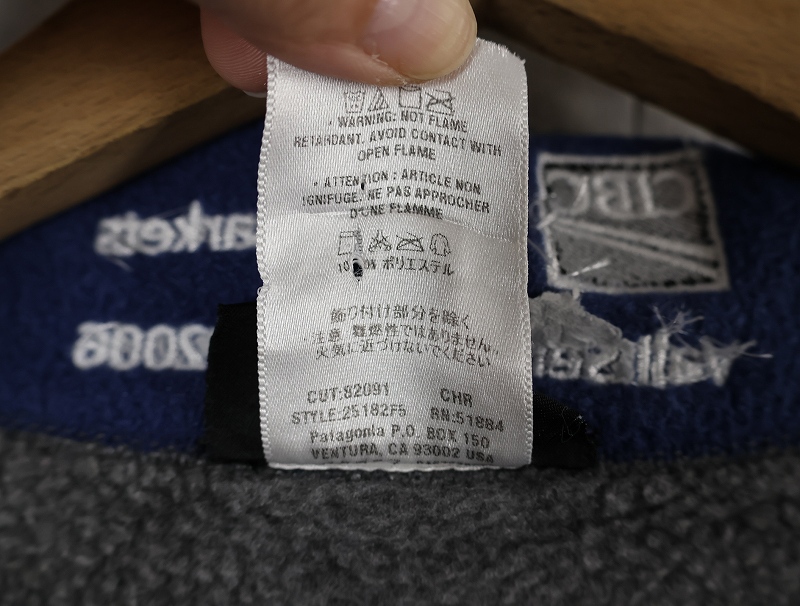 • WARNING: NOT FLAME
RETARDANT. AVOID CONTACT WITH
OPEN FLAME
• ATTENTION : ARTICLE NON
IGNIFUGE. NE PAS APPROCHER
D'UNE FLAMME
ポリエステル
飾り付け部分を除く
・注意. 難燃性ではありません。
火気に近づけないでください
CUT:82091 CHR
STYLE:25182F5 RN:51884
Patagonia P.O. BOX 150
VENTURA, CA 93002 USA
CIBC
arkets
2006